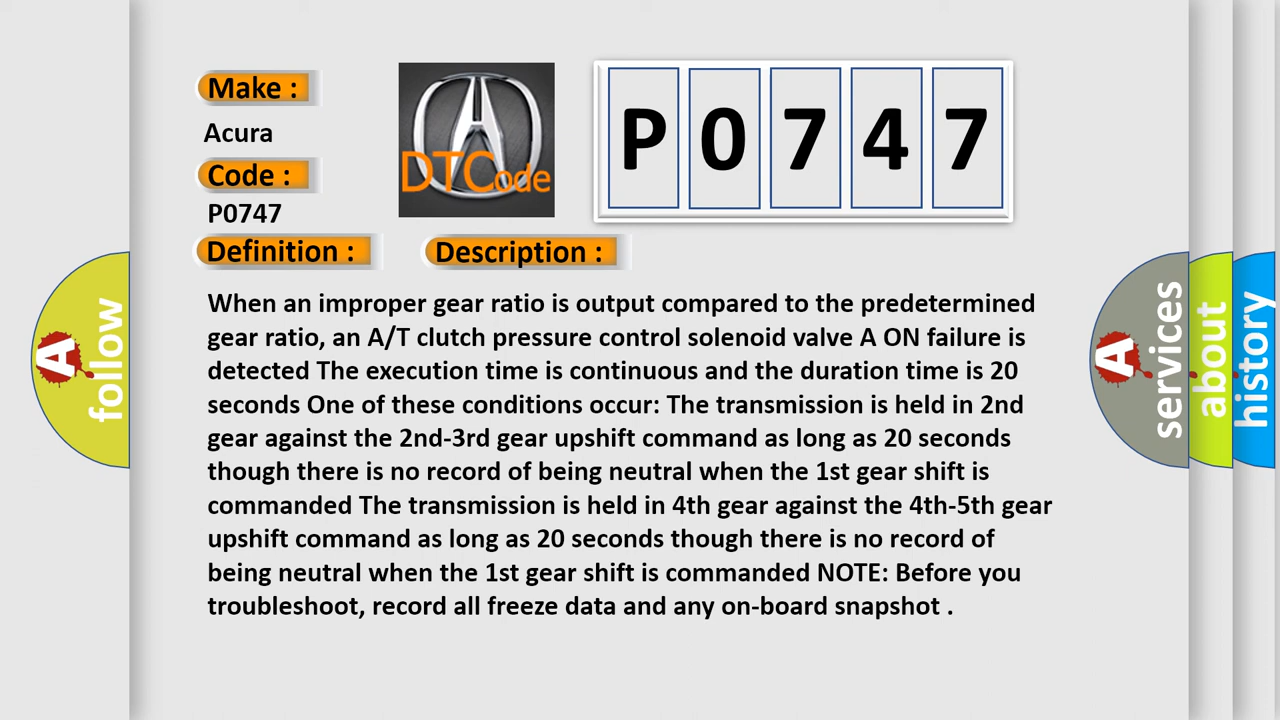 Make :
Acura
Code :
P0747
DTCode
P0747
Definition :
Description :
When an improper gear ratio is output compared to the predetermined
gear ratio, an A/T clutch pressure control solenoid valve A ON failure is
detected The execution time is continuous and the duration time is 20
seconds One of these conditions occur: The transmission is held in 2nd
gear against the 2nd-3rd gear upshift command as long as 20 seconds
though there is no record of being neutral when the 1st gear shift is
commanded The transmission is held in 4th gear against the 4th-5th gear
upshift command as long as 20 seconds though there is no record of
being neutral when the 1st gear shift is commanded NOTE: Before you
troubleshoot, record all freeze data and any on-board snapshot .
A
follow
A
services
about
history